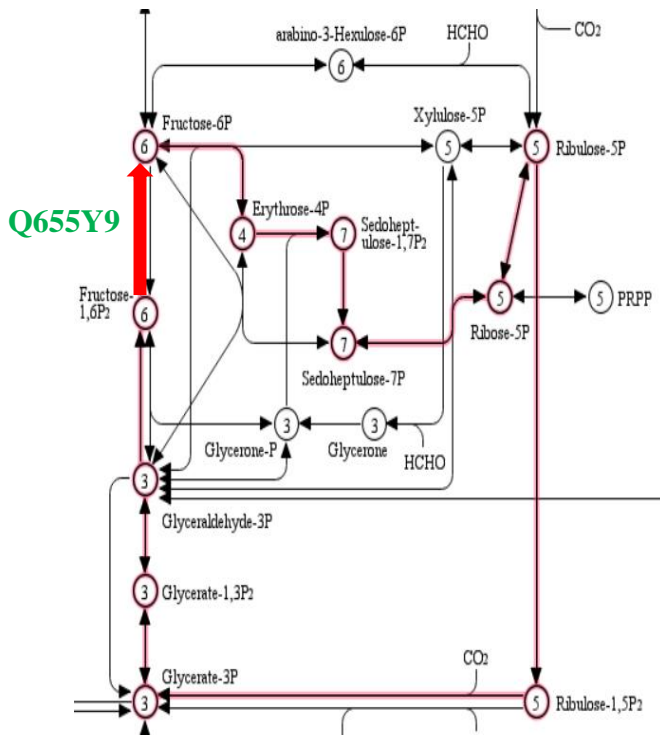 arabino-3-Hexulose-6P
HCHO
CO2
6
Fructose-6P
Xylulose-5P
6
5
5
Ribulose-5P
Q655Y9
Erythrose-4P
4
7
Sedohept-
ulose-1,7P2
Fructose-
1,6P2
6
5
5
PRPP
Ribose-5P
7
Sedoheptulose-7P
3
3
Glycerone-P
Glycerone
HCHO
3
Glyceraldehyde-3P
3
Glycerate-1,3P2
Glycerate-3P
CO2
3
5
Ribulose-1,5P2